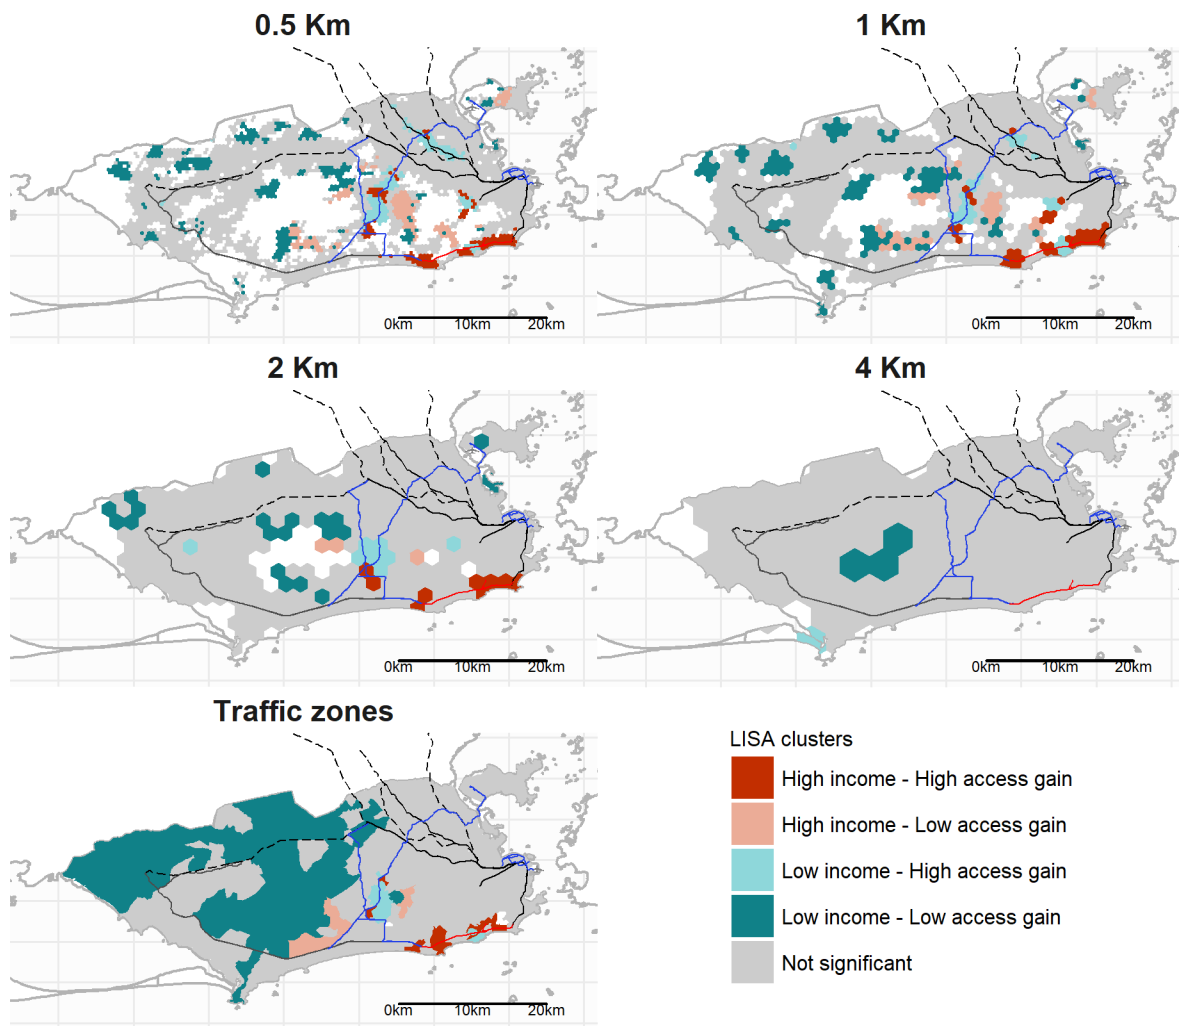 0.5 Km
1 Km
0km 10km 20km
0km 10km 20km
2 Km
4 Km
0km 10km 20km
0km 10km 20km
Traffic zones
0km 10km 20km
LISA clusters
High income - High access gain
High income - Low access gain
Low income - High access gain
Low income - Low access gain
Not significant